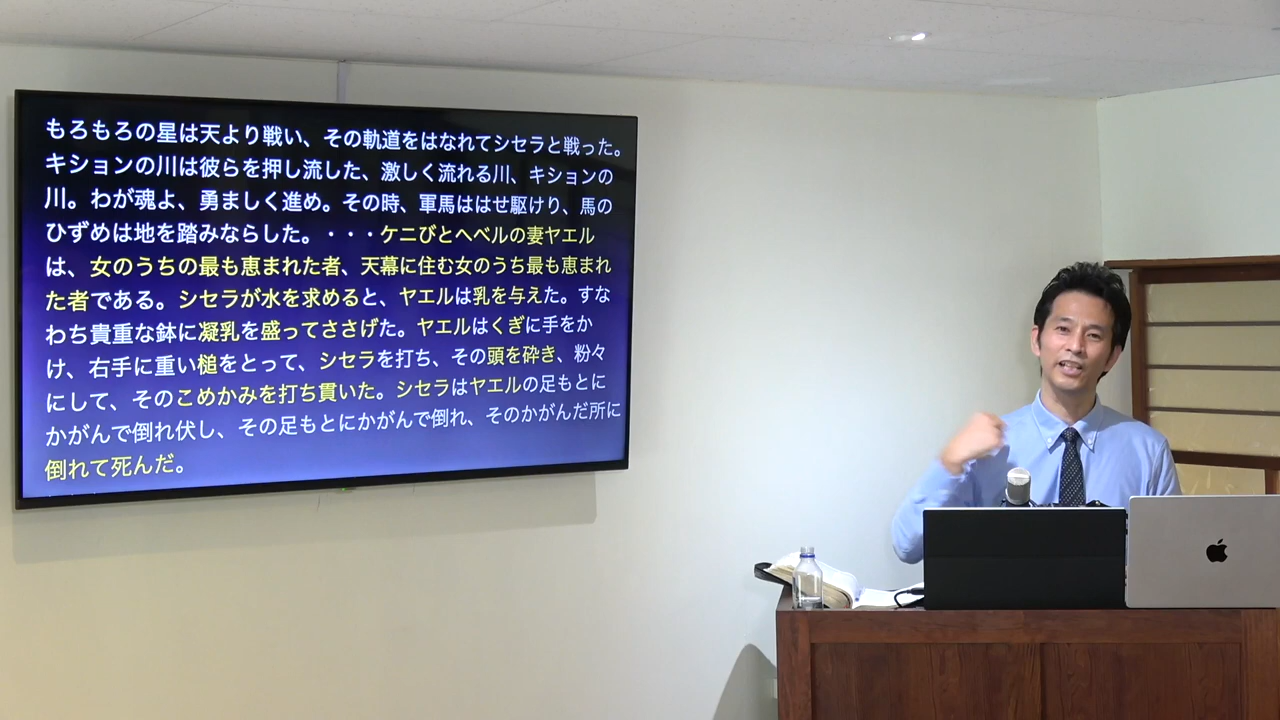 もろもろの星は天より戦い、その軌道をはなれてシセラと戦った。
キションの川は彼らを押し流した、激しく流れる川、キションの
川。わが魂よ、勇ましく進め。その時、軍馬ははせ駆けり、馬の
ひずめは地を踏みならした。・・・ケニびとヘベルの妻ヤエル
は、女のうちの最も恵まれた者、天幕に住む女のうち最も恵まれ
た者である。シセラが水を求めると、ヤエルは乳を与えた。すな
わち貴重な鉢に凝乳を盛ってささげた。ヤエルはくぎに手をか
け、右手に重い槌をとって、シセラを打ち、その頭を砕き、粉々
にして、そのこめかみを打ち貫いた。シセラはヤエルの足もとに
かがんで倒れ伏し、その足もとにかがんで倒れ、そのかがんだ所に
倒れて死んだ。